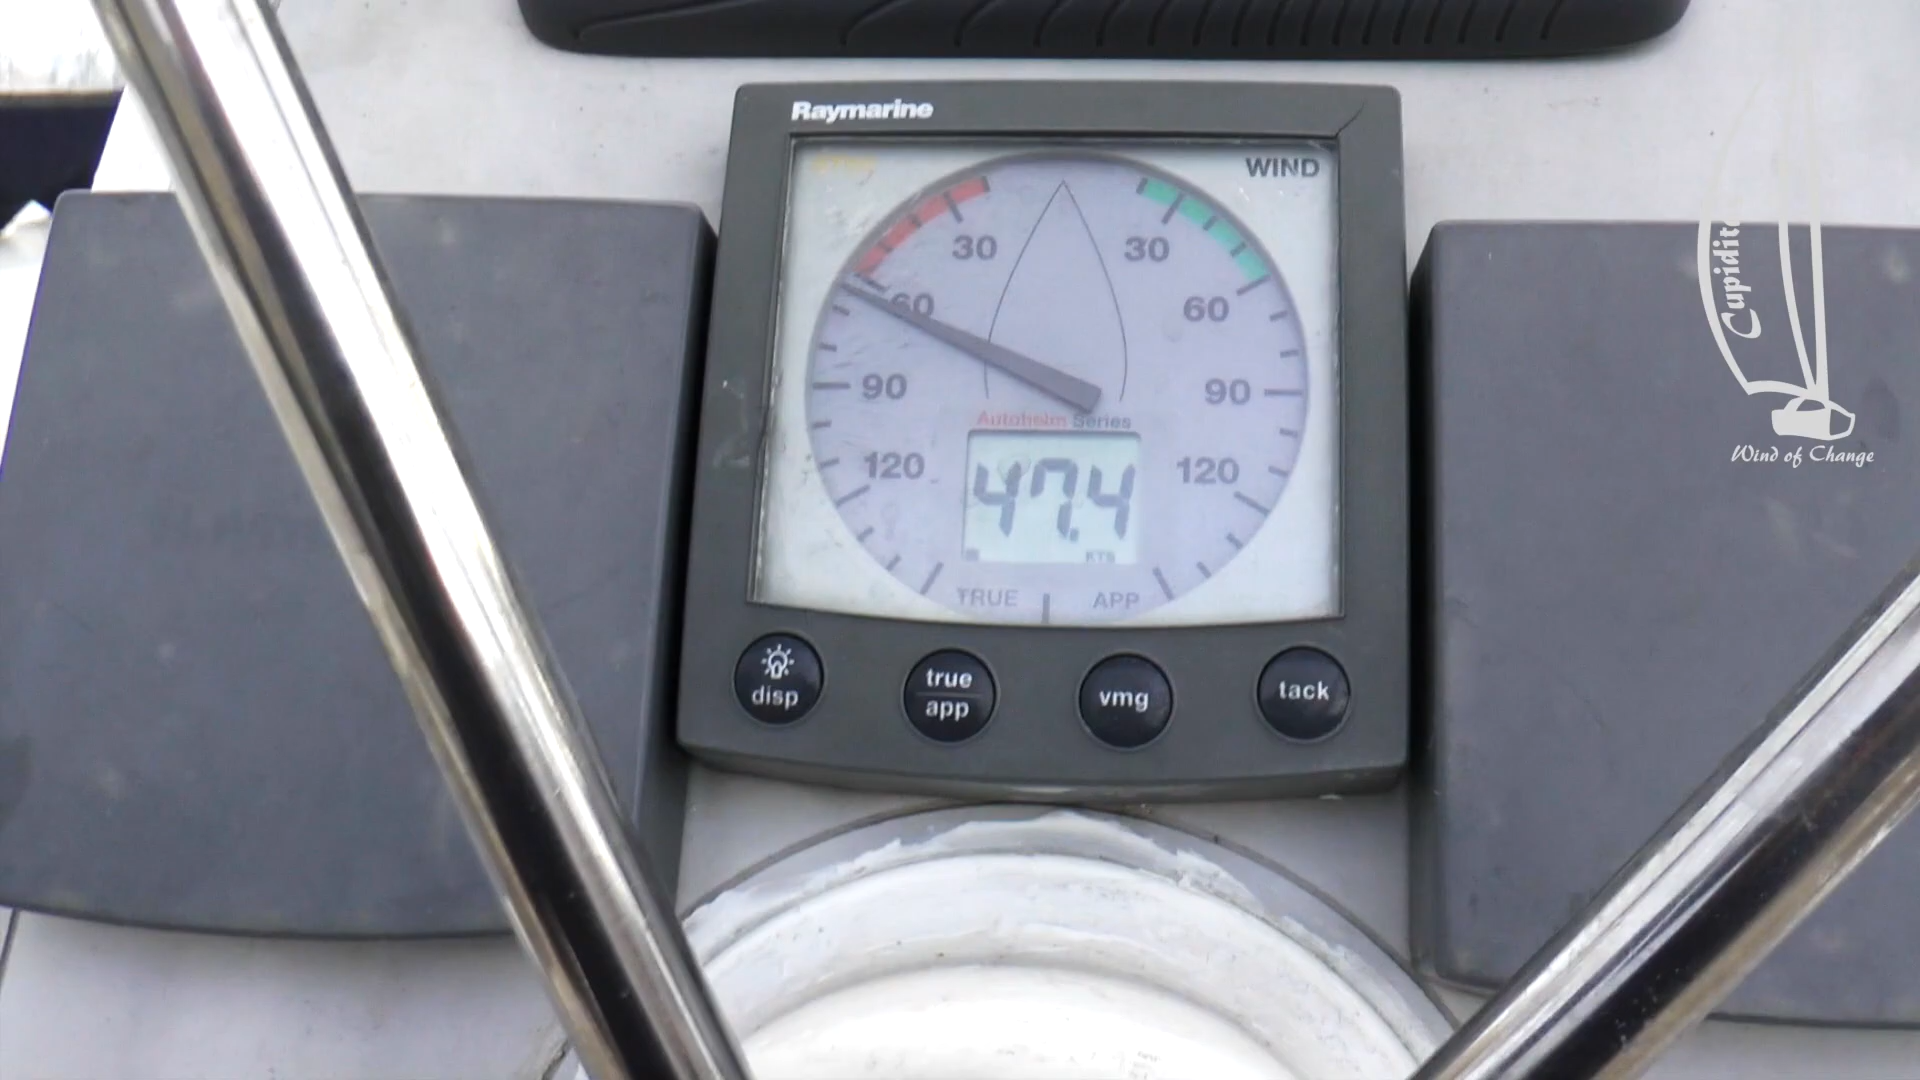 Raymarine
WIND
30 30
60 60
90 90
Autohelm Series
120 120
47.4
KTS
TRUE APP
disp
true
app
vmg
tack
Wind of Change